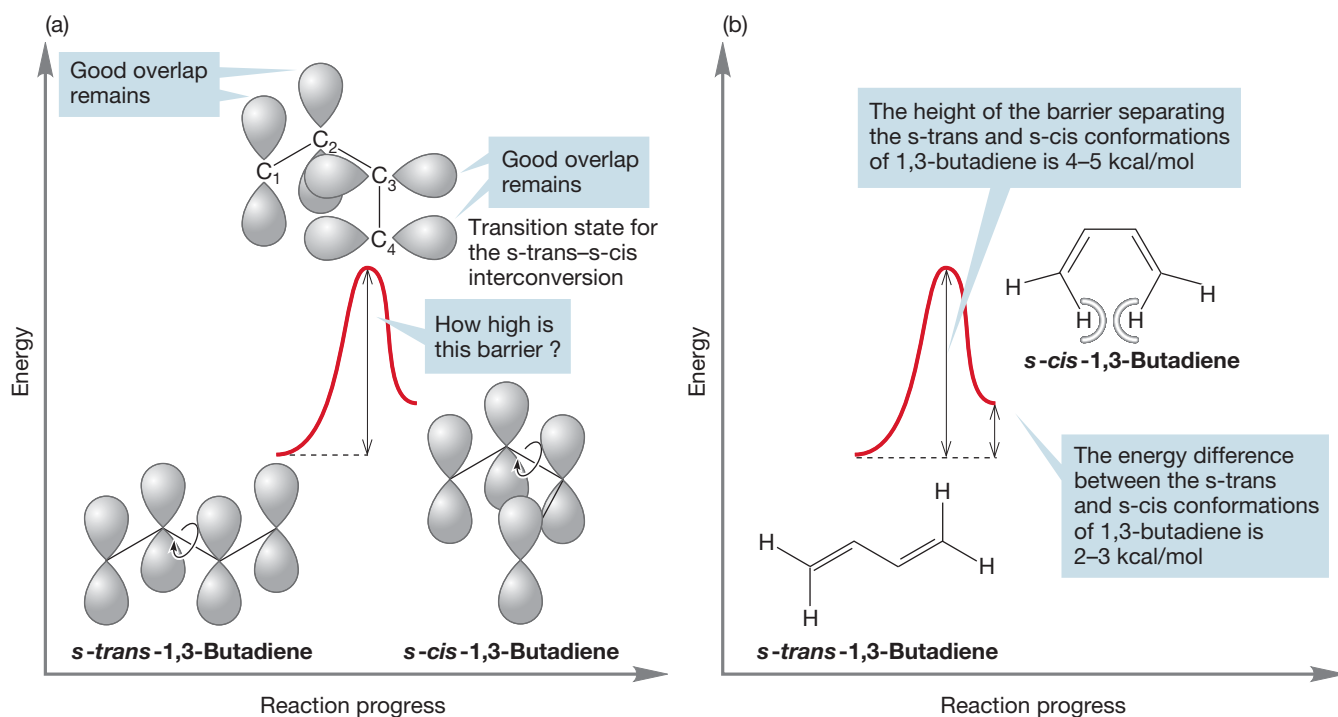 (a)
Good overlap
remains
C1
C2
C3
C4
Good overlap
remains
Transition state for
the s-trans–s-cis
interconversion
How high is
this barrier ?
Energy
s-trans-1,3-Butadiene
s-cis-1,3-Butadiene
Reaction progress
(b)
The height of the barrier separating
the s-trans and s-cis conformations
of 1,3-butadiene is 4–5 kcal/mol
H
H
H
H
s-cis-1,3-Butadiene
Energy
The energy difference
between the s-trans
and s-cis conformations
of 1,3-butadiene is
2–3 kcal/mol
H
H
H
H
s-trans-1,3-Butadiene
Reaction progress